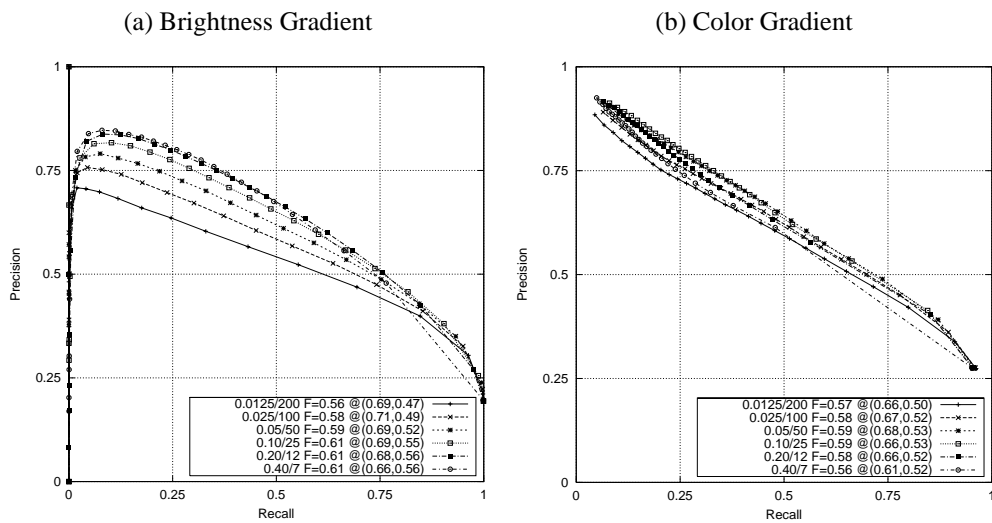 (a) Brightness Gradient
1
0.75
0.5
0.25
0
0 0.25 0.5 0.75 1
Precision
Recall
0.0125/200 F=0.56 @(0.69,0.47)
0.025/100 F=0.58 @(0.71,0.49)
0.05/50 F=0.59 @(0.69,0.52)
0.10/25 F=0.61 @(0.69,0.55)
0.20/12 F=0.61 @(0.68,0.56)
0.40/7 F=0.61 @(0.66,0.56)
(b) Color Gradient
1
0.75
0.5
0.25
0
0 0.25 0.5 0.75 1
Precision
Recall
0.0125/200 F=0.57 @(0.66,0.50)
0.025/100 F=0.58 @(0.67,0.52)
0.05/50 F=0.59 @(0.68,0.53)
0.10/25 F=0.59 @(0.66,0.53)
0.20/12 F=0.58 @(0.66,0.52)
0.40/7 F=0.56 @(0.61,0.52)